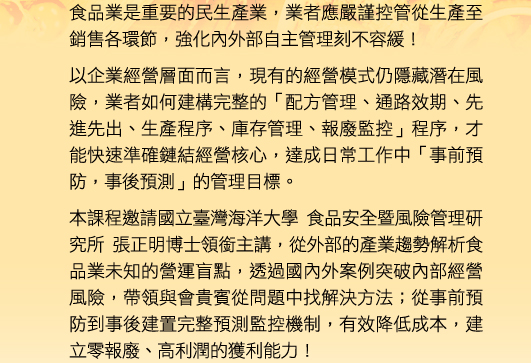 食品業是重要的民生產業，業者應嚴謹控管從生產至
銷售各環節，強化內外部自主管理刻不容緩！
以企業經營層面而言，現有的經營模式仍隱藏潛在風
險，業者如何建構完整的「配方管理、通路效期、先
進先出、生產程序、庫存管理、報廢監控」程序，才
能快速準確鏈結經營核心，達成日常工作中「事前預
防，事後預測」的管理目標。
本課程邀請國立臺灣海洋大學 食品安全暨風險管理研
究所 張正明博士領銜主講，從外部的產業趨勢解析食
品業未知的營運盲點，透過國內外案例突破內部經營
風險，帶領與會貴賓從問題中找解決方法；從事前預
防到事後建置完整預測監控機制，有效降低成本，建
立零報廢、高利潤的獲利能力！